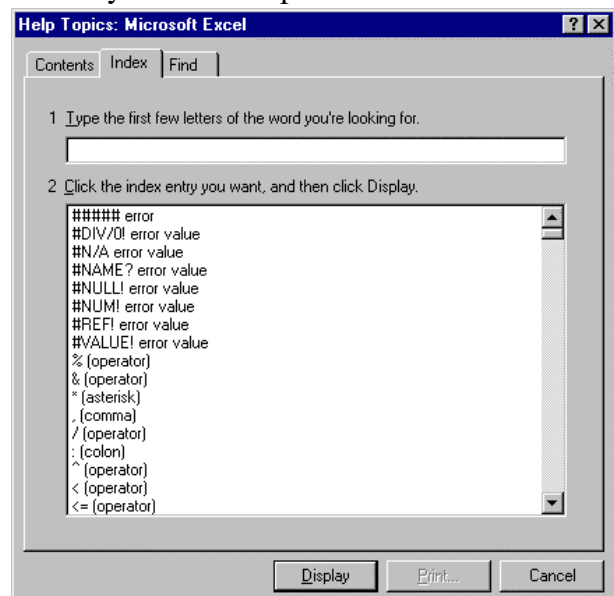 Help Topics: Microsoft Excel
Contents Index Find
1 Type the first few letters of the word you're looking for.
2 Click the index entry you want, and then click Display.
##### error
#DIV/0! error value
#N/A error value
#NAME? error value
#NULL! error value
#NUM! error value
#REF! error value
#VALUE! error value
% (operator)
& (operator)
* (asterisk)
, (comma)
/ (operator)
: (colon)
^ (operator)
< (operator)
<= (operator)
Display Print... Cancel